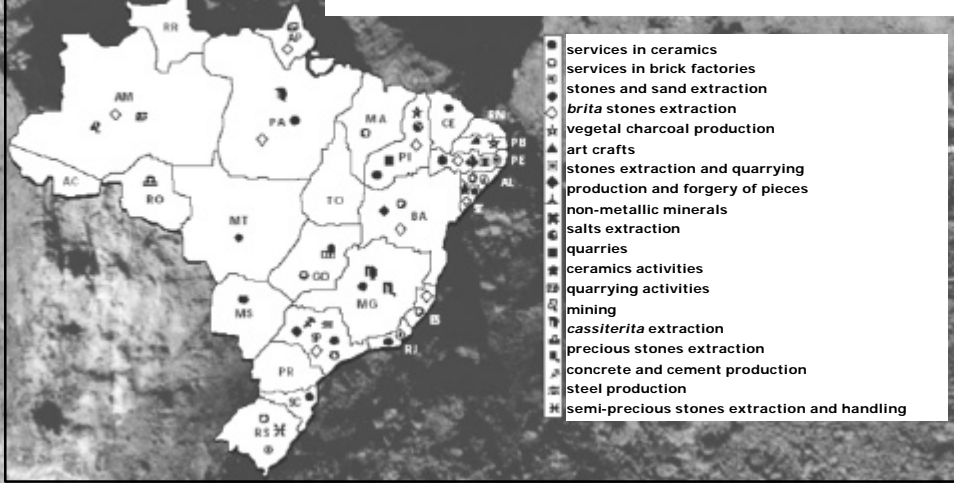 RR
AP
AM
PA
MA
CE
RN
PB
PE
PI
AL
AC
RO
TO
MT
BA
GO
MG
MS
ES
SP
RJ
PR
SC
RS
services in ceramics
services in brick factories
stones and sand extraction
brita stones extraction
vegetal charcoal production
art crafts
stones extraction and quarrying
production and forgery of pieces
non-metallic minerals
salts extraction
quarries
ceramics activities
quarrying activities
mining
cassiterita extraction
precious stones extraction
concrete and cement production
steel production
semi-precious stones extraction and handling